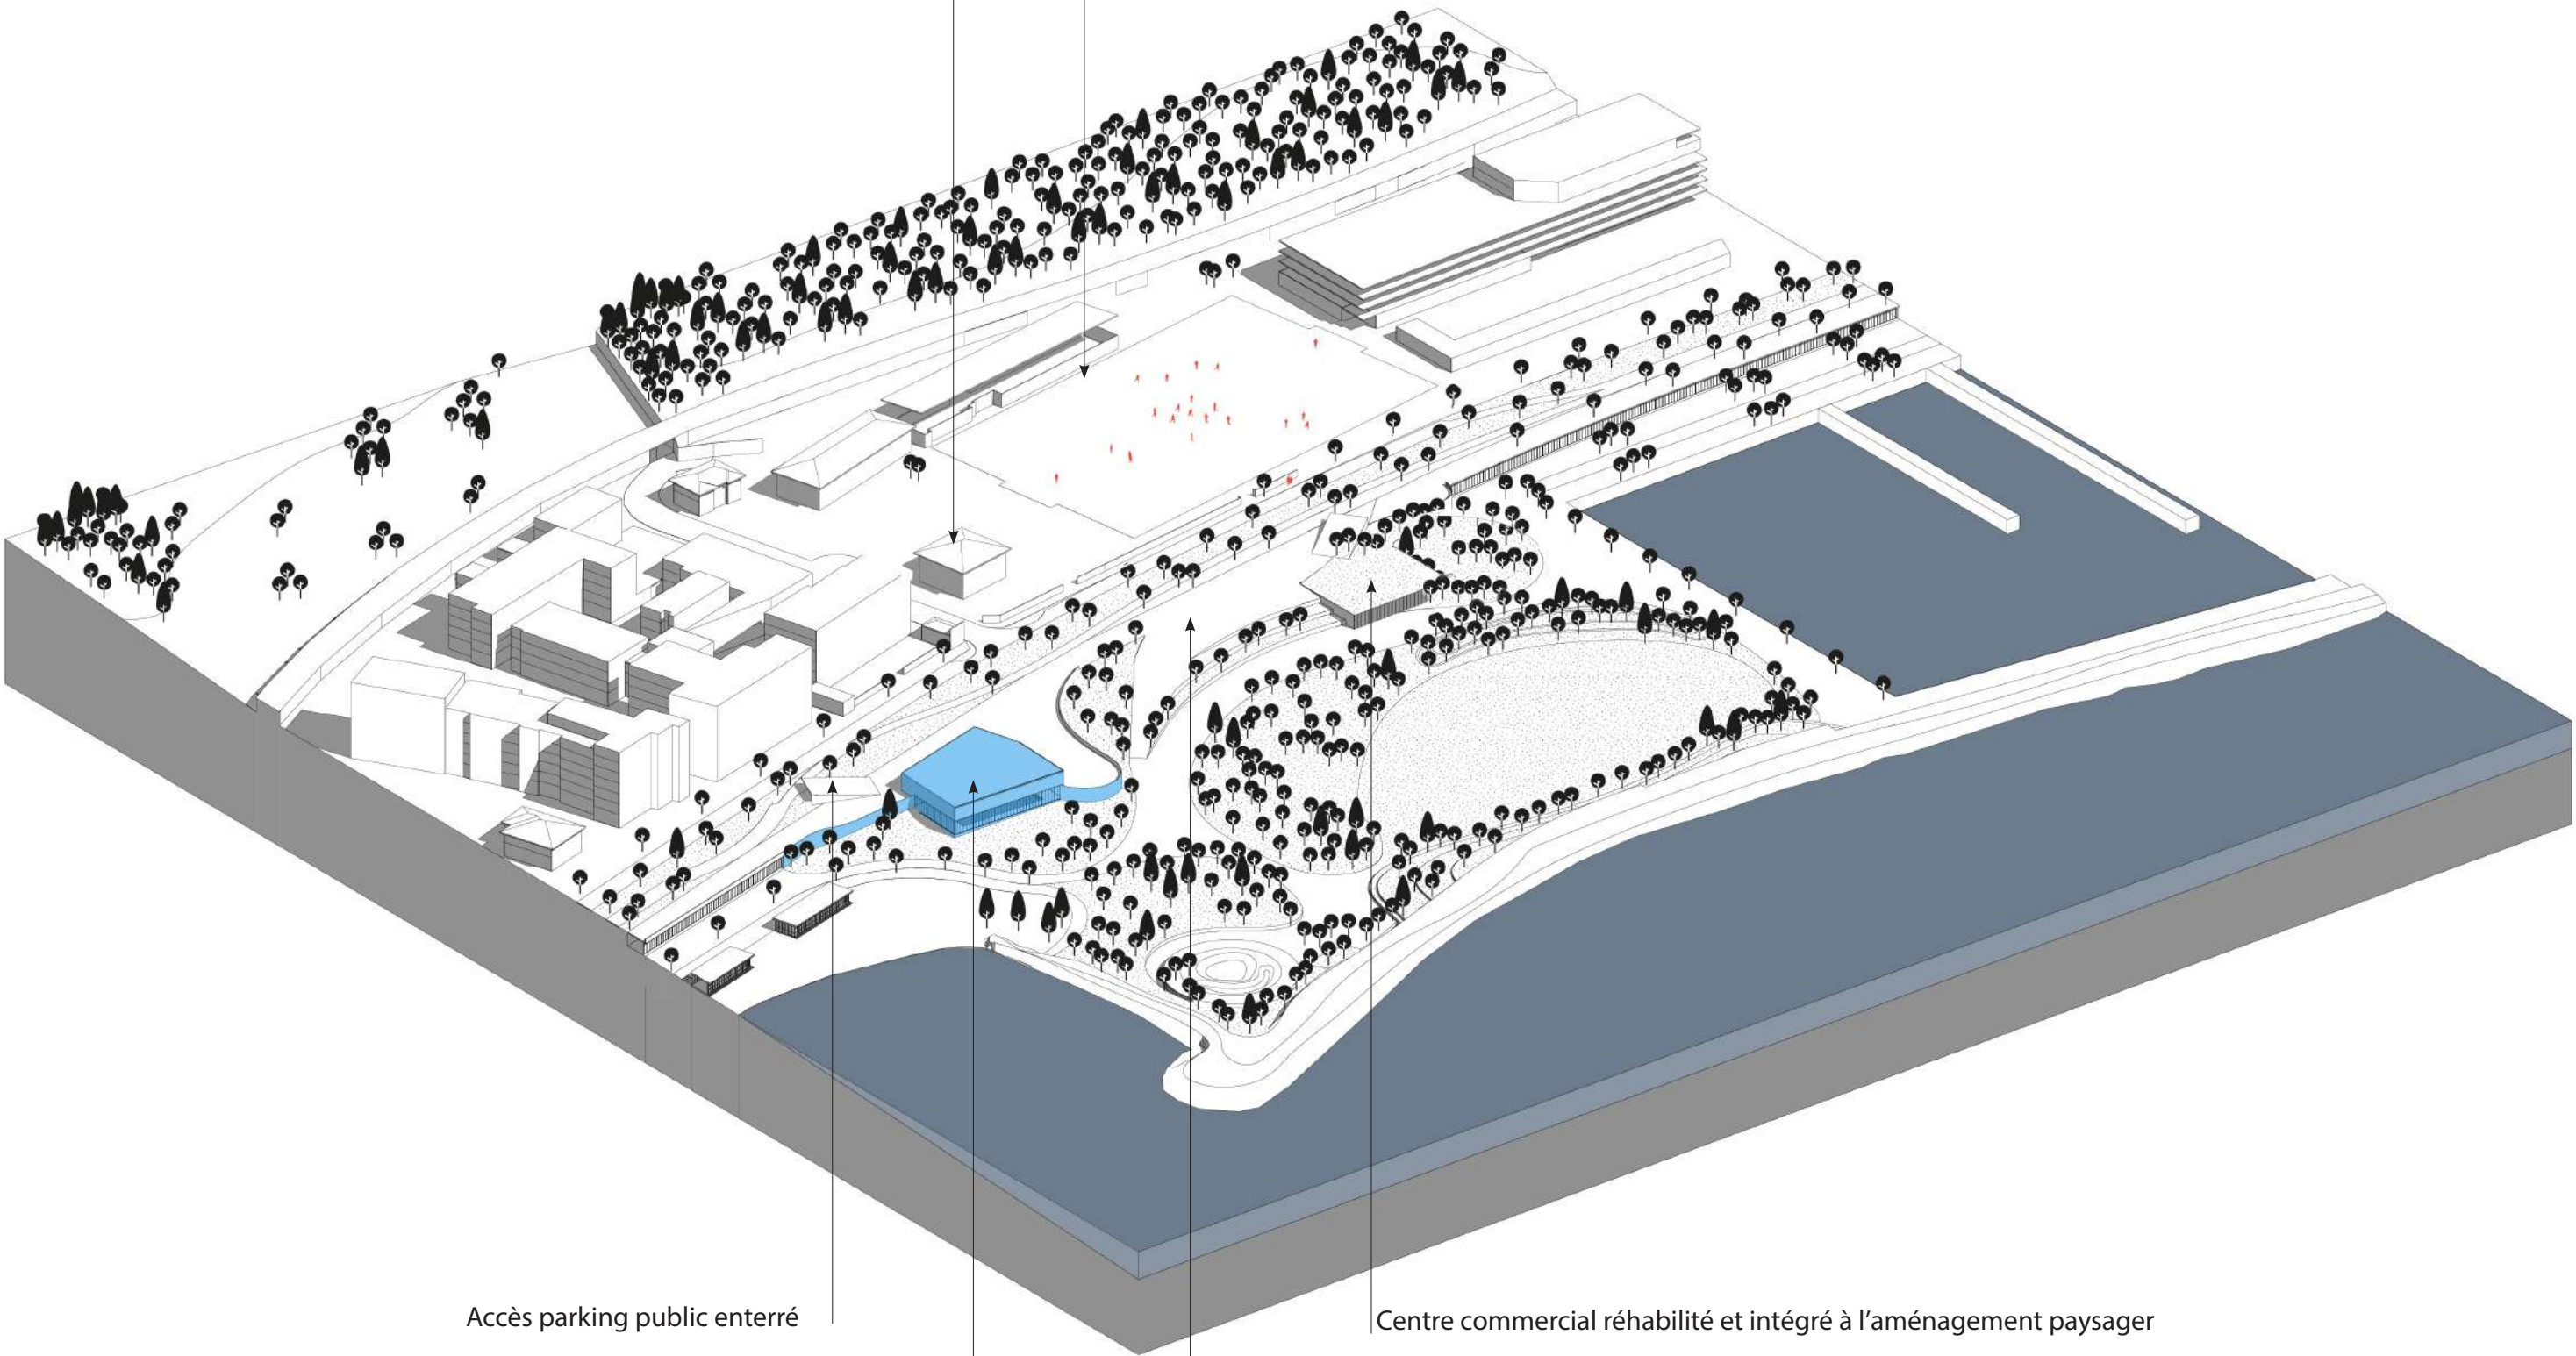 Accès parking public enterré
Centre commercial réhabilité et intégré à l’aménagement paysager